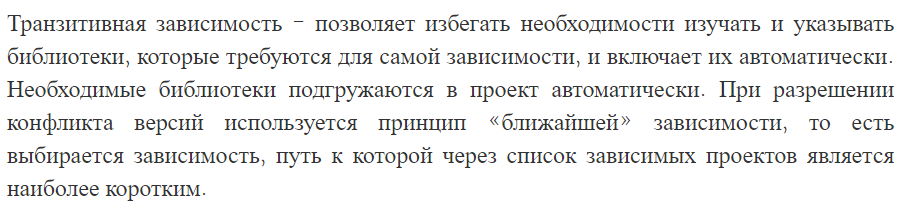 Транзитивная зависимость – позволяет избегать необходимости изучать и указывать
библиотеки, которые требуются для самой зависимости, и включает их автоматически.
Необходимые библиотеки подгружаются в проект автоматически. При разрешении
конфликта версий используется принцип «ближайшей» зависимости, то есть
выбирается зависимость, путь к которой через список зависимых проектов является
наиболее коротким.